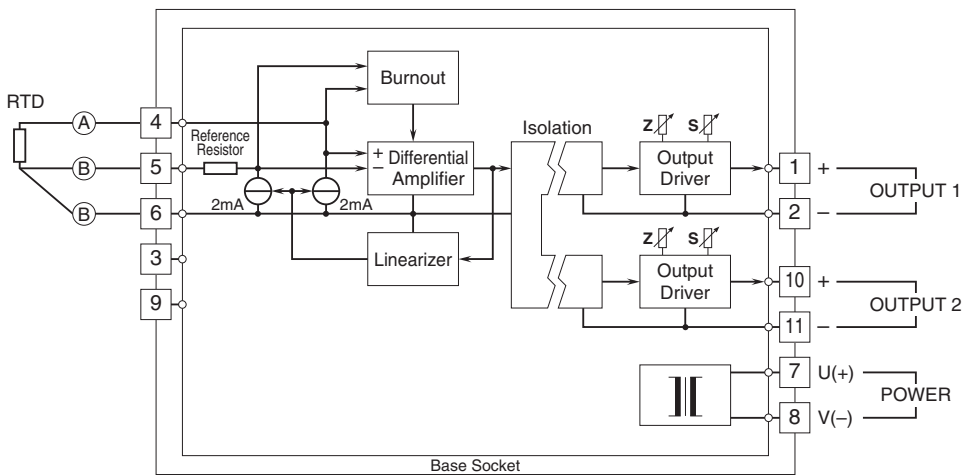 RTD
A
B
B
4
5
6
3
9
Reference
Resistor
Burnout
+
−
Differential
Amplifier
2mA
2mA
Linearizer
Isolation
Z
S
Output
Driver
Z
S
Output
Driver
1
+
2
−
OUTPUT 1
10
+
11
−
OUTPUT 2
7
U(+)
8
V(−)
POWER
Base Socket